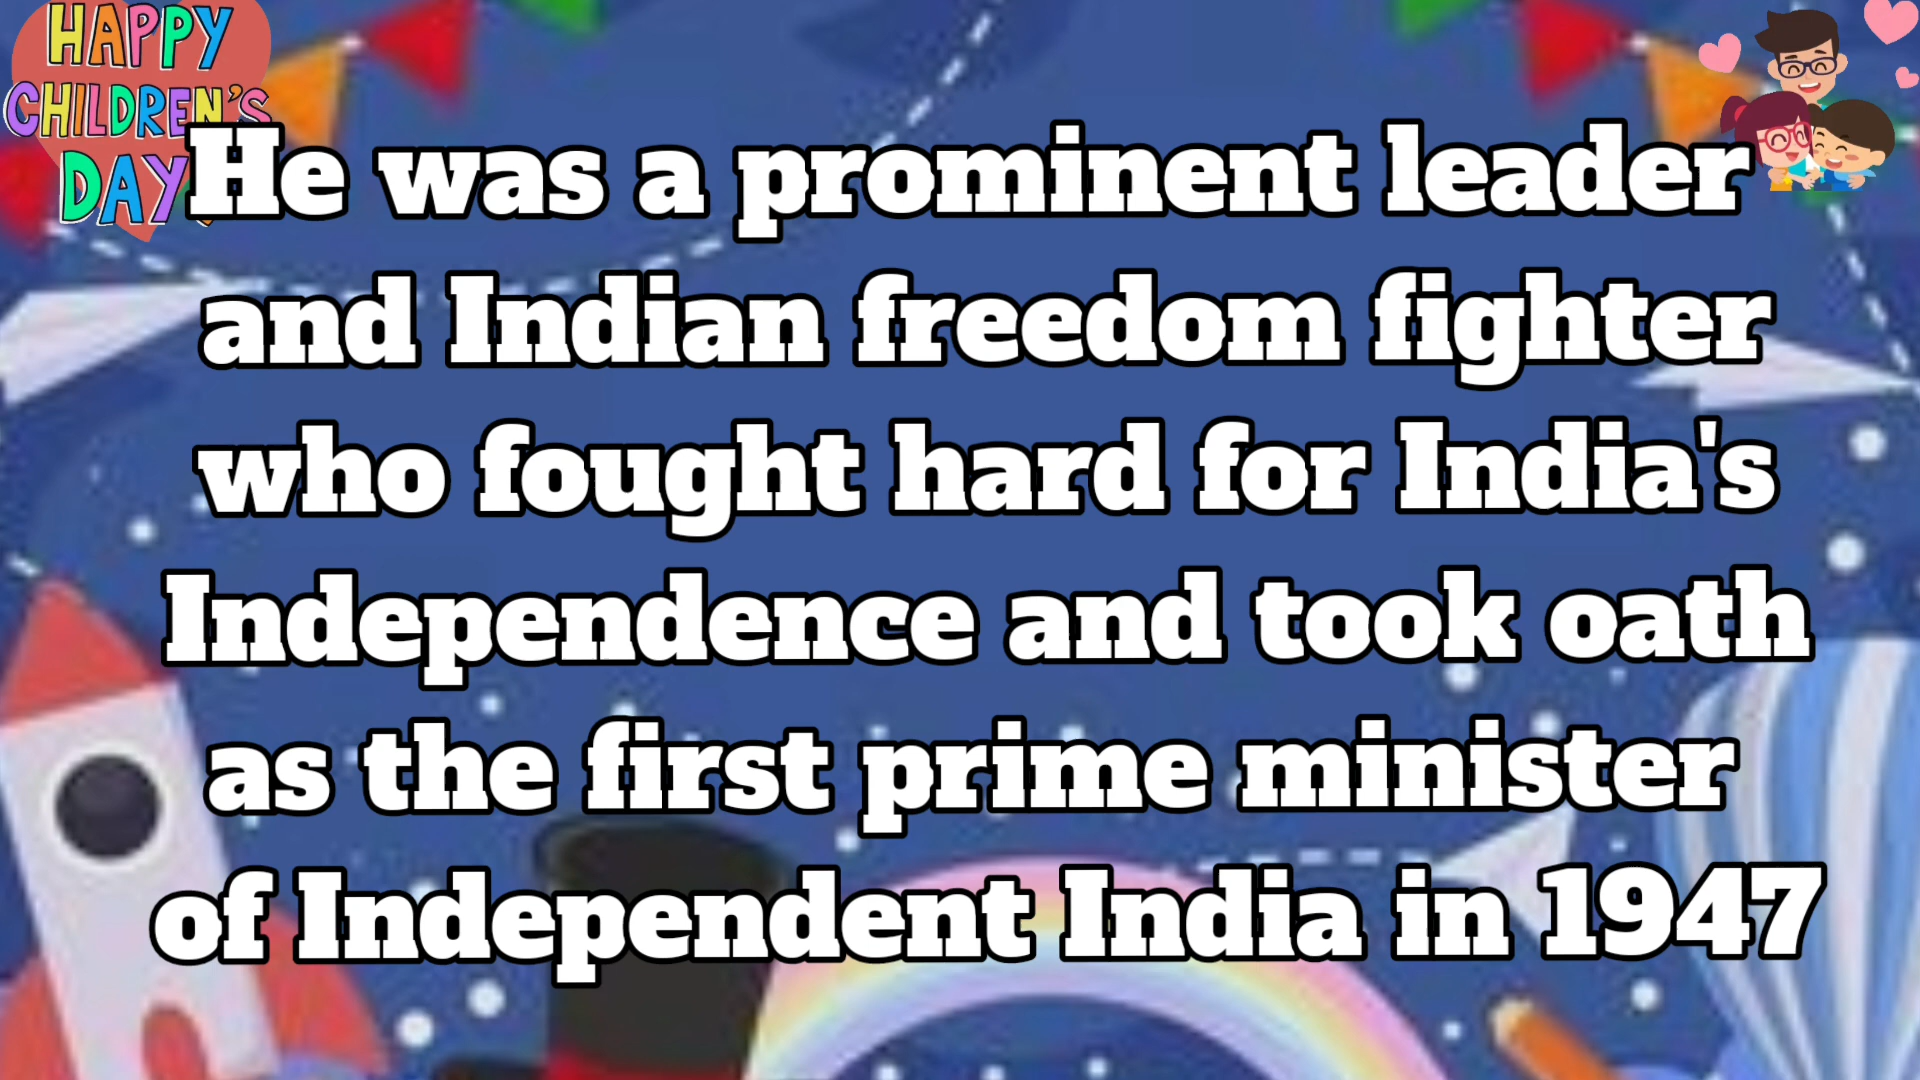 HAPPY
CHILDREN'S
DAY
He was a prominent leader
and Indian freedom fighter
who fought hard for India's
Independence and took oath
as the first prime minister
of Independent India in 1947